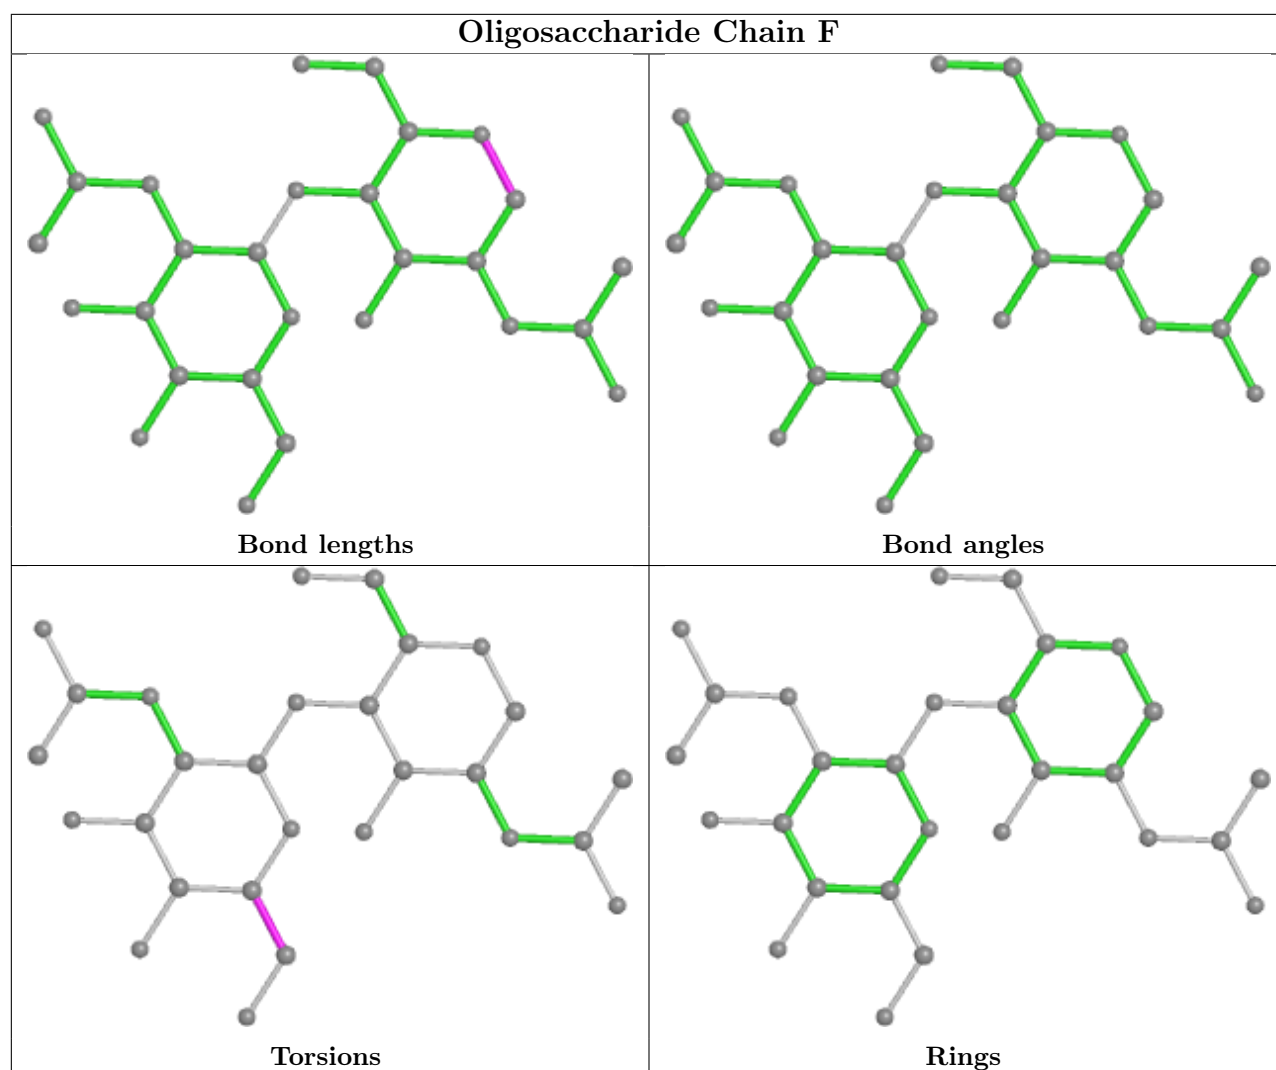 Oligosaccharide Chain F
Bond lengths
Bond angles
Torsions
Rings